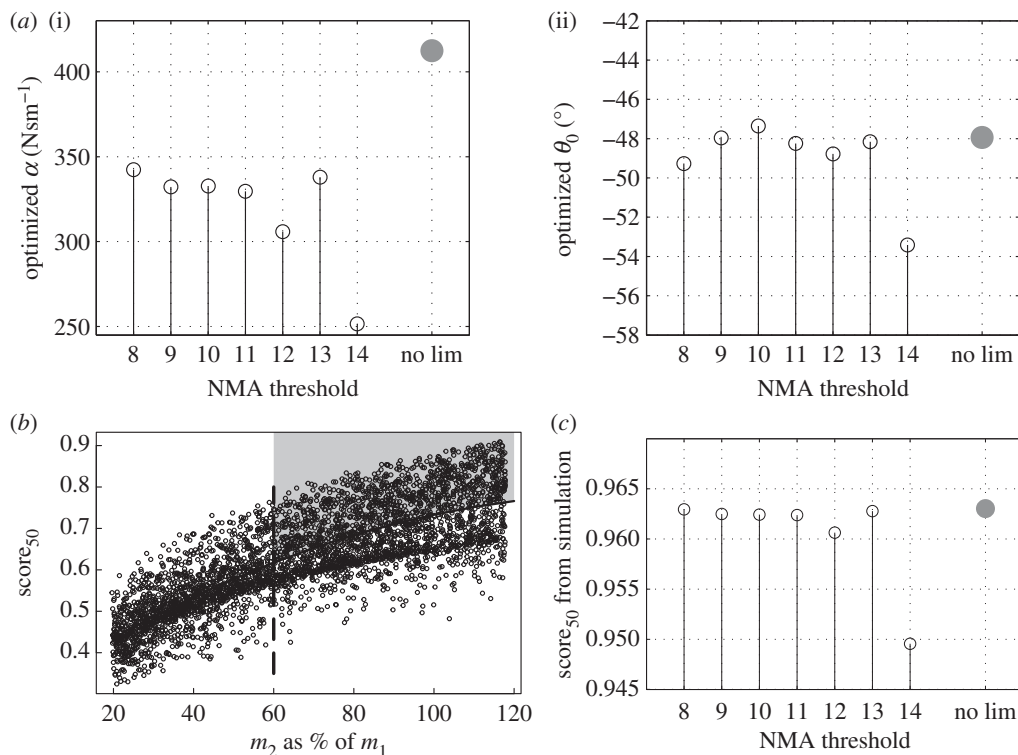 (a) (i)
optimized α (Nsm⁻¹)
400
350
300
250
8 9 10 11 12 13 14 no lim
NMA threshold
(ii)
optimized θ₀ (°)
−42
−44
−46
−48
−50
−52
−54
−56
−58
8 9 10 11 12 13 14 no lim
NMA threshold
(b)
score₅₀
0.9
0.8
0.7
0.6
0.5
0.4
20 40 60 80 100 120
m₂ as % of m₁
(c)
score₅₀ from simulation
0.965
0.960
0.955
0.950
0.945
8 9 10 11 12 13 14 no lim
NMA threshold